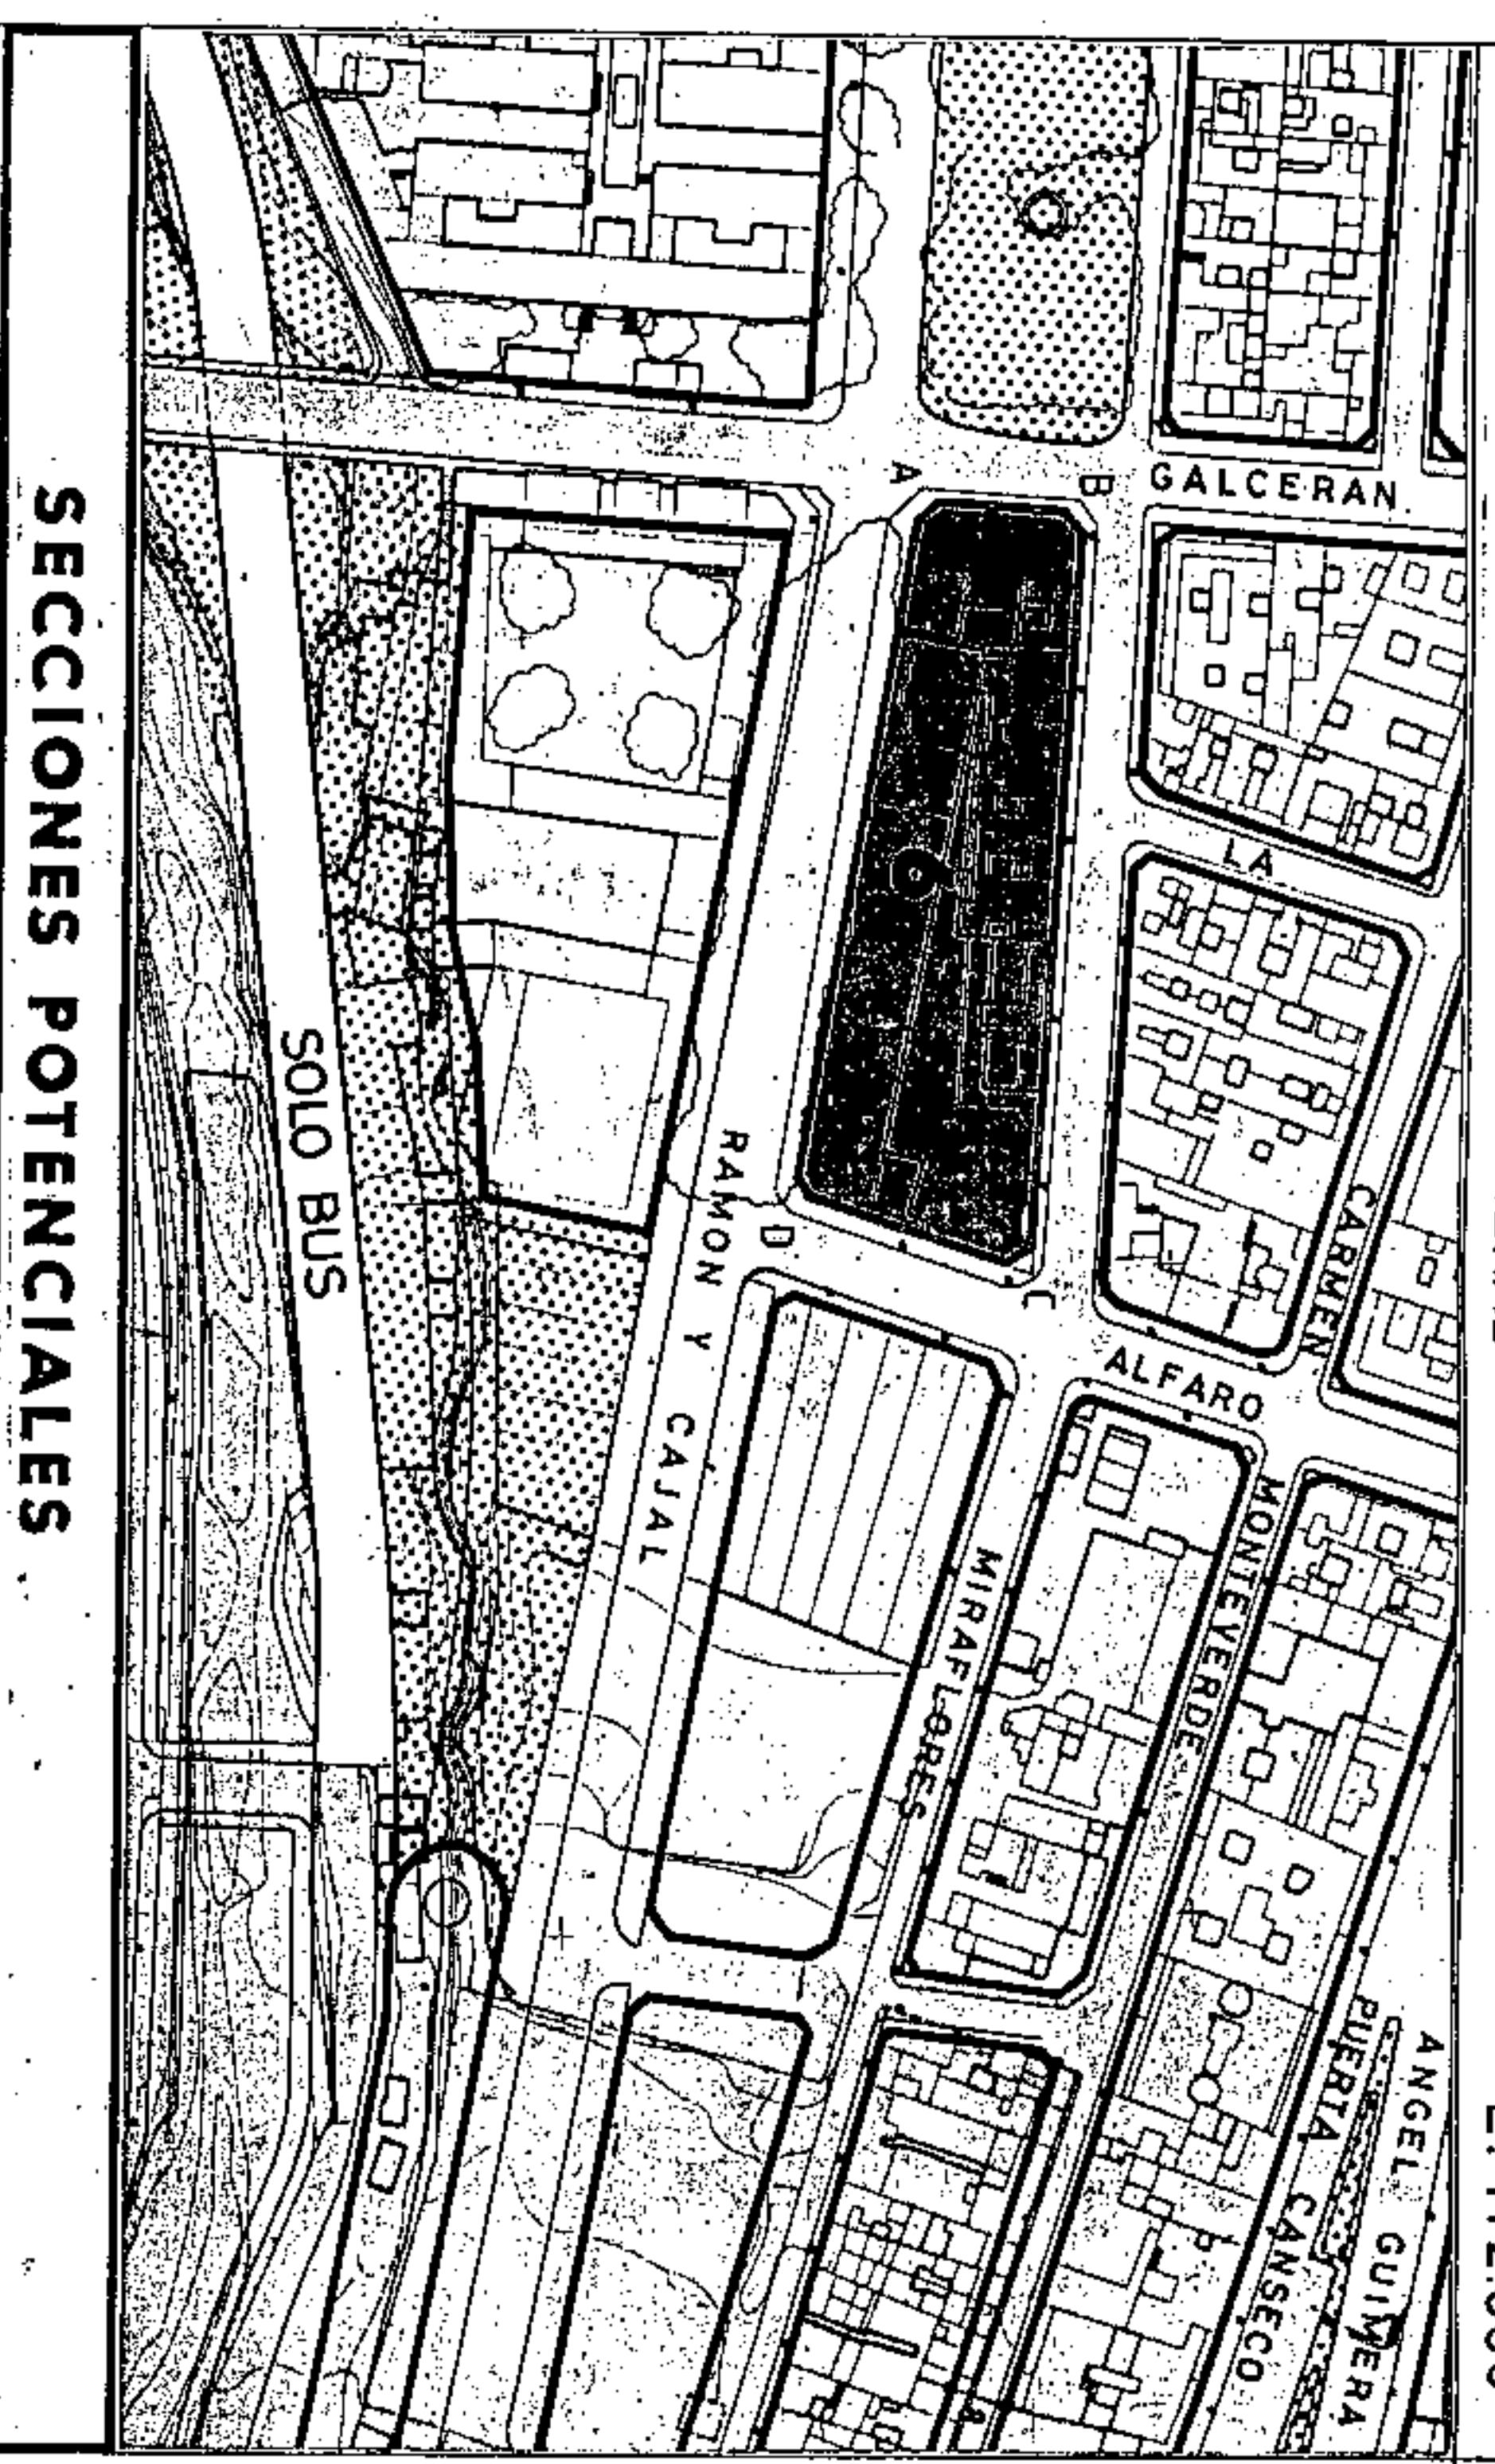 GALCERAN
A
B
LA
CARMEN
D
C
ALFARO
RAMON Y CAJAL
MIRAFLORES
MONTEVERDE
PUERTA CANSECO
ANGEL GUIMERA
SOLO BUS
SECCIONES POTENCIALES